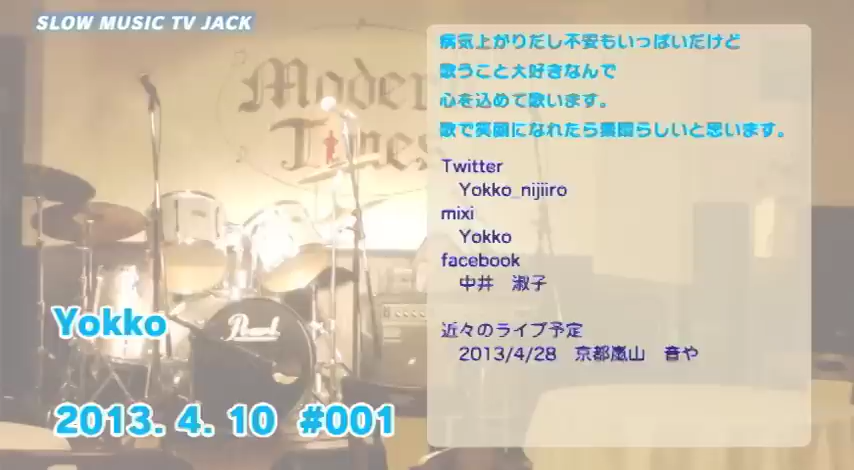 SLOW MUSIC TV JACK
Modern
Times
Pearl
Yokko
2013. 4. 10 #001
病気上がりだし不安もいっぱいだけど
歌うこと大好きなんで
心を込めて歌います。
歌で笑顔になれたら素晴らしいと思います。
Twitter
Yokko_nijiiro
mixi
Yokko
facebook
中井 淑子
近々のライブ予定
2013/4/28 京都嵐山 音や